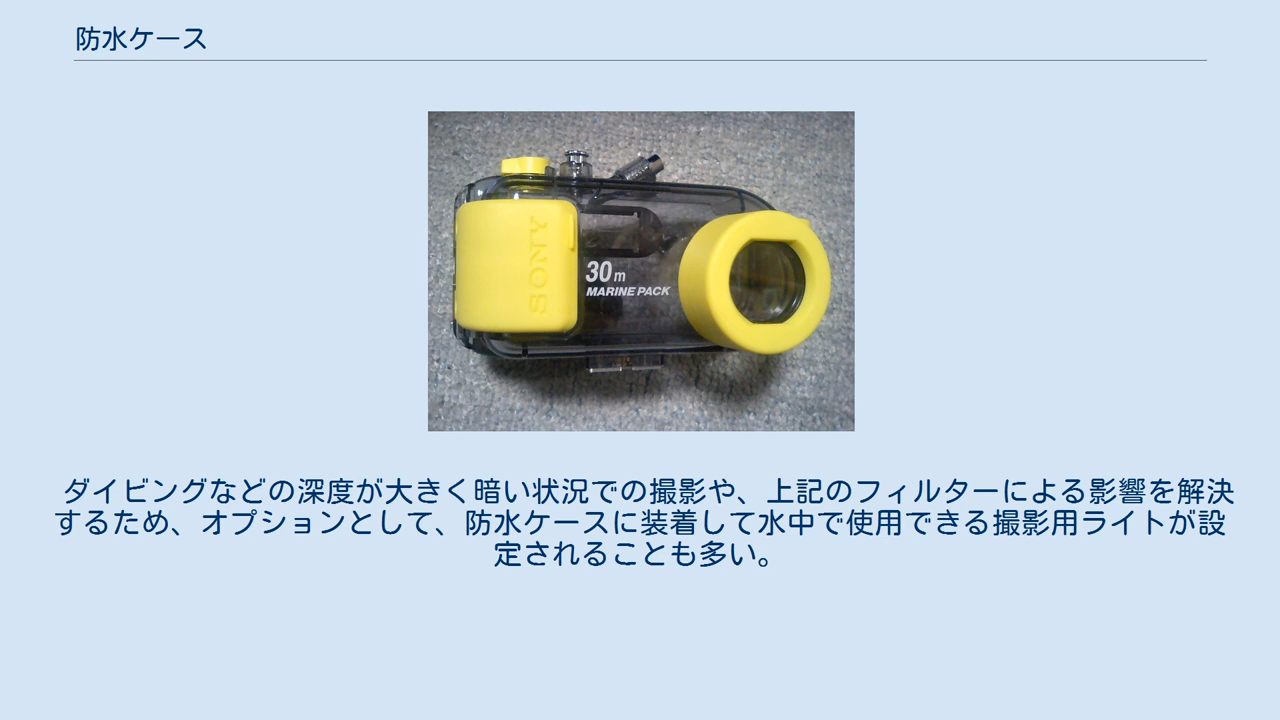 防水ケース
SONY
30m
MARINE PACK
ダイビングなどの深度が大きく暗い状況での撮影や、上記のフィルターによる影響を解決
するため、オプションとして、防水ケースに装着して水中で使用できる撮影用ライトが設
定されることも多い。